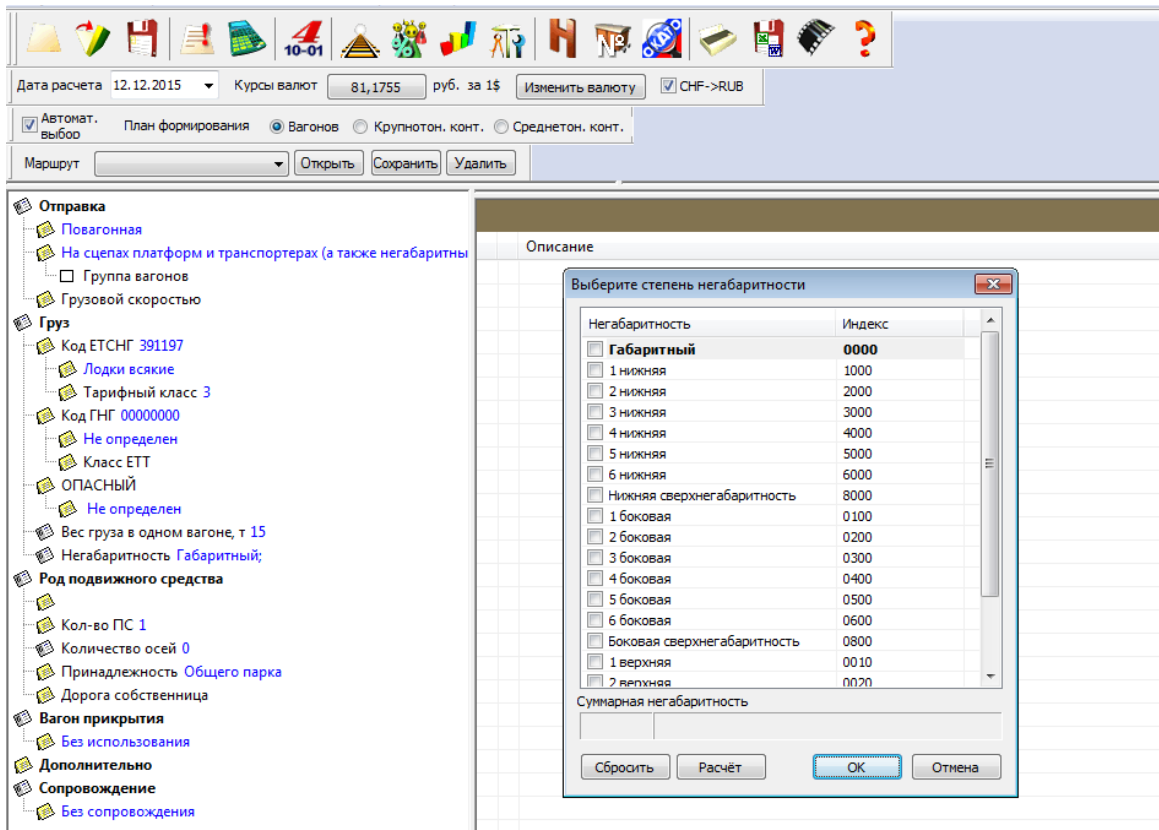 4
10-01
№
ОКДП
Дата расчета 12.12.2015 Курсы валют 81,1755 руб. за 1$ Изменить валюту CHF->RUB
Автомат. выбор План формирования Вагонов Крупнотон. конт. Среднетон. конт.
Маршрут Открыть Сохранить Удалить
Отправка
Повагонная
На сцепах платформ и транспортерах (а также негабаритны
Группа вагонов
Грузовой скоростью
Груз
Код ЕТСНГ 391197
Лодки всякие
Тарифный класс 3
Код ГНГ 00000000
Не определен
Класс ЕТТ
ОПАСНЫЙ
Не определен
Вес груза в одном вагоне, т 15
Негабаритность Габаритный;
Род подвижного средства
Кол-во ПС 1
Количество осей 0
Принадлежность Общего парка
Дорога собственница
Вагон прикрытия
Без использования
Дополнительно
Сопровождение
Без сопровождения
Описание
Выберите степень негабаритности
Негабаритность Индекс
Габаритный 0000
1 нижняя 1000
2 нижняя 2000
3 нижняя 3000
4 нижняя 4000
5 нижняя 5000
6 нижняя 6000
Нижняя сверхнегабаритность 8000
1 боковая 0100
2 боковая 0200
3 боковая 0300
4 боковая 0400
5 боковая 0500
6 боковая 0600
Боковая сверхнегабаритность 0800
1 верхняя 0010
2 верхняя 0020
Суммарная негабаритность
Сбросить Расчёт OK Отмена